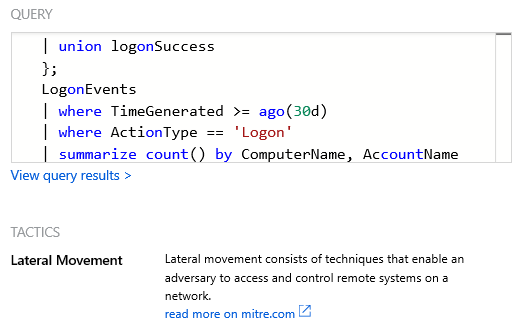 QUERY
| union logonSuccess
};
LogonEvents
| where TimeGenerated >= ago(30d)
| where ActionType == 'Logon'
| summarize count() by ComputerName, AccountName
View query results >
TACTICS
Lateral Movement
Lateral movement consists of techniques that enable an
adversary to access and control remote systems on a
network.
read more on mitre.com